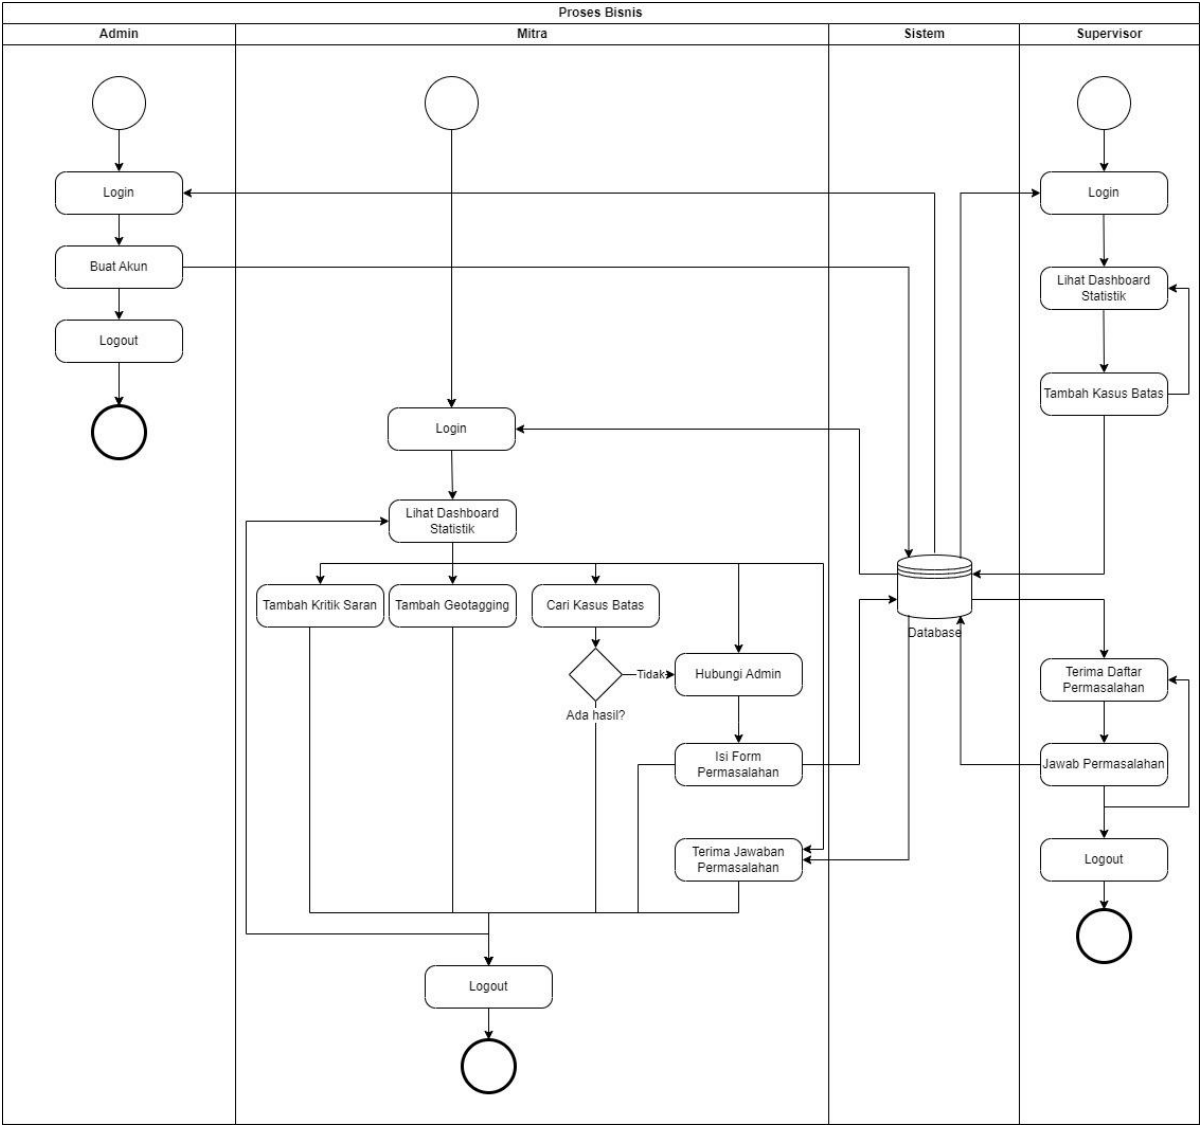 Proses Bisnis
Admin
Mitra
Sistem
Supervisor
Login
Buat Akun
Logout
Login
Lihat Dashboard
Statistik
Tambah Kritik Saran
Tambah Geotagging
Cari Kasus Batas
Ada hasil?
Tidak
Hubungi Admin
Isi Form
Permasalahan
Terima Jawaban
Permasalahan
Logout
Database
Login
Lihat Dashboard
Statistik
Tambah Kasus Batas
Terima Daftar
Permasalahan
Jawab Permasalahan
Logout